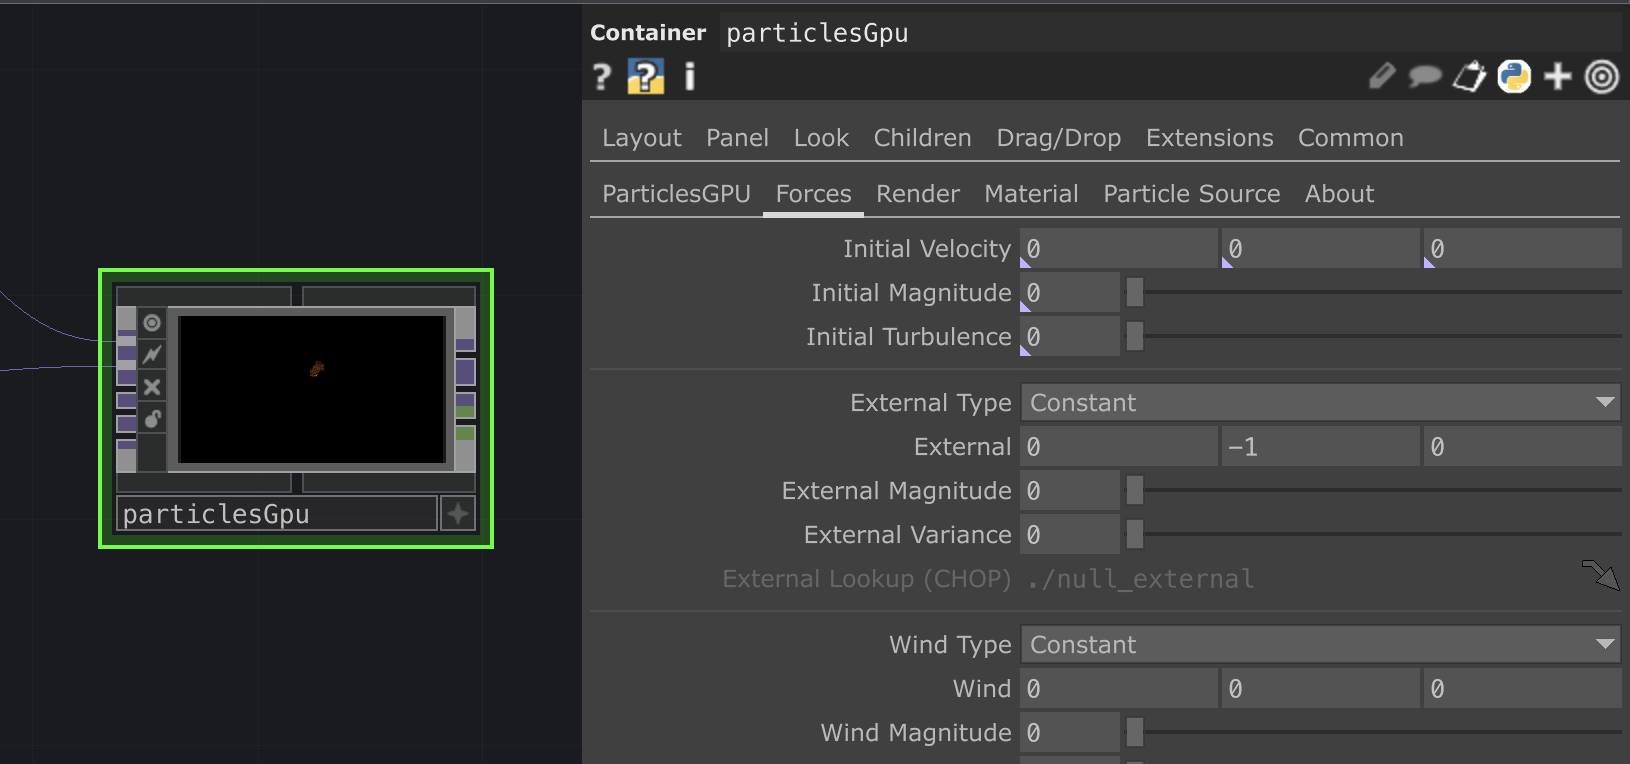 Container particlesGpu
? ? i
Layout Panel Look Children Drag/Drop Extensions Common
ParticlesGPU Forces Render Material Particle Source About
Initial Velocity 0 0 0
Initial Magnitude 0
Initial Turbulence 0
External Type Constant
External 0 -1 0
External Magnitude 0
External Variance 0
External Lookup (CHOP) ./null_external
Wind Type Constant
Wind 0 0 0
Wind Magnitude 0
particlesGpu